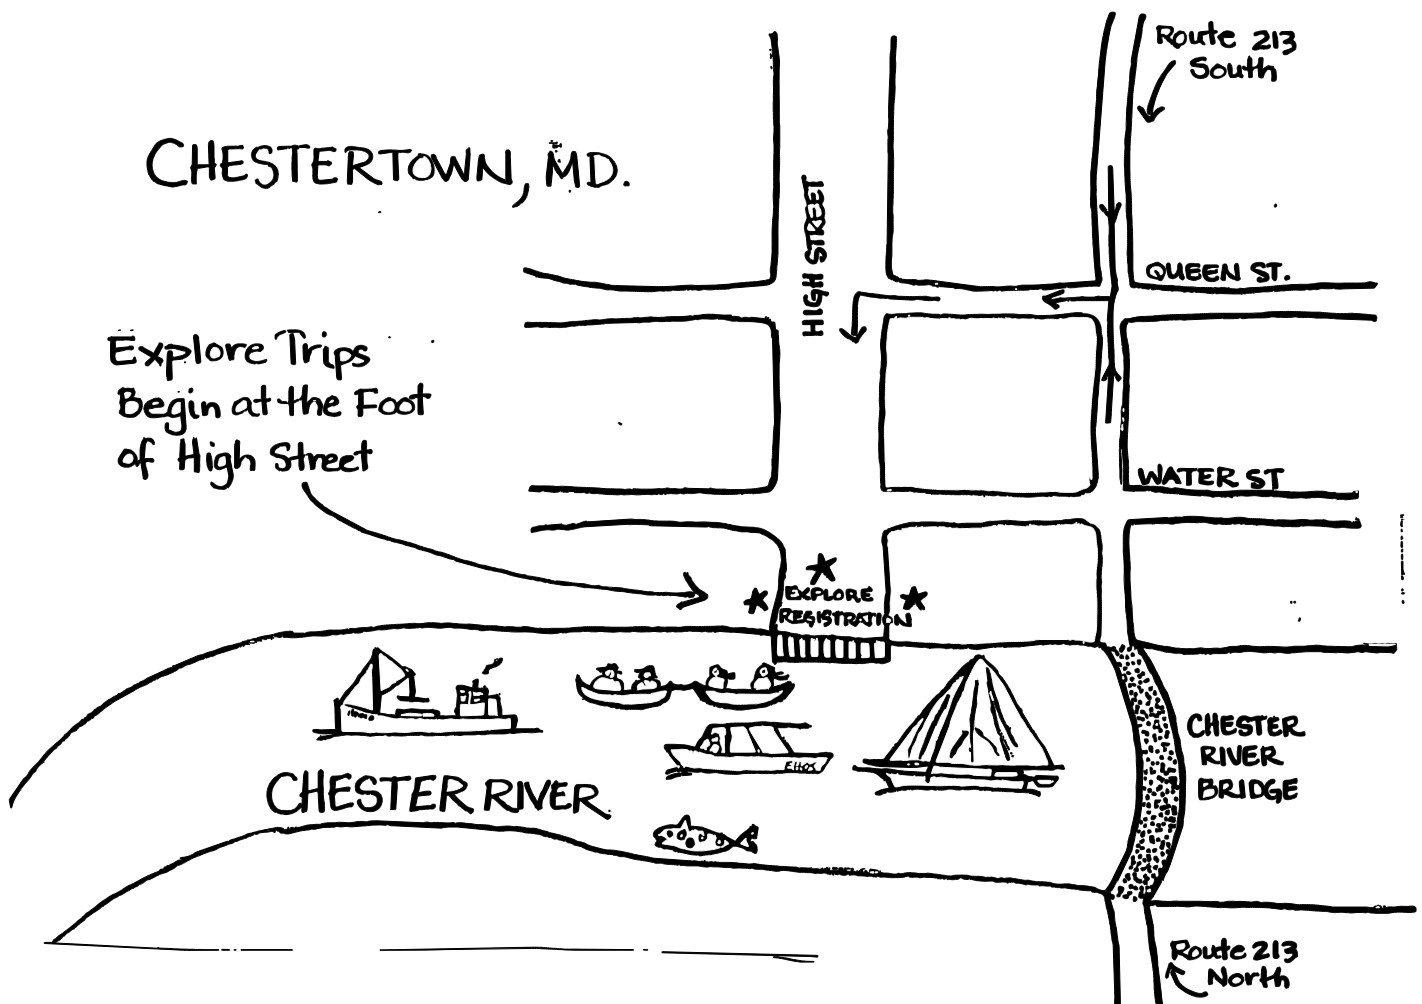 Route 213
South
CHESTERTOWN, MD.
HIGH STREET
QUEEN ST.
Explore Trips
Begin at the Foot
of High Street
WATER ST
EXPLORE
REGISTRATION
CHESTER
RIVER
BRIDGE
CHESTER RIVER
Route 213
North